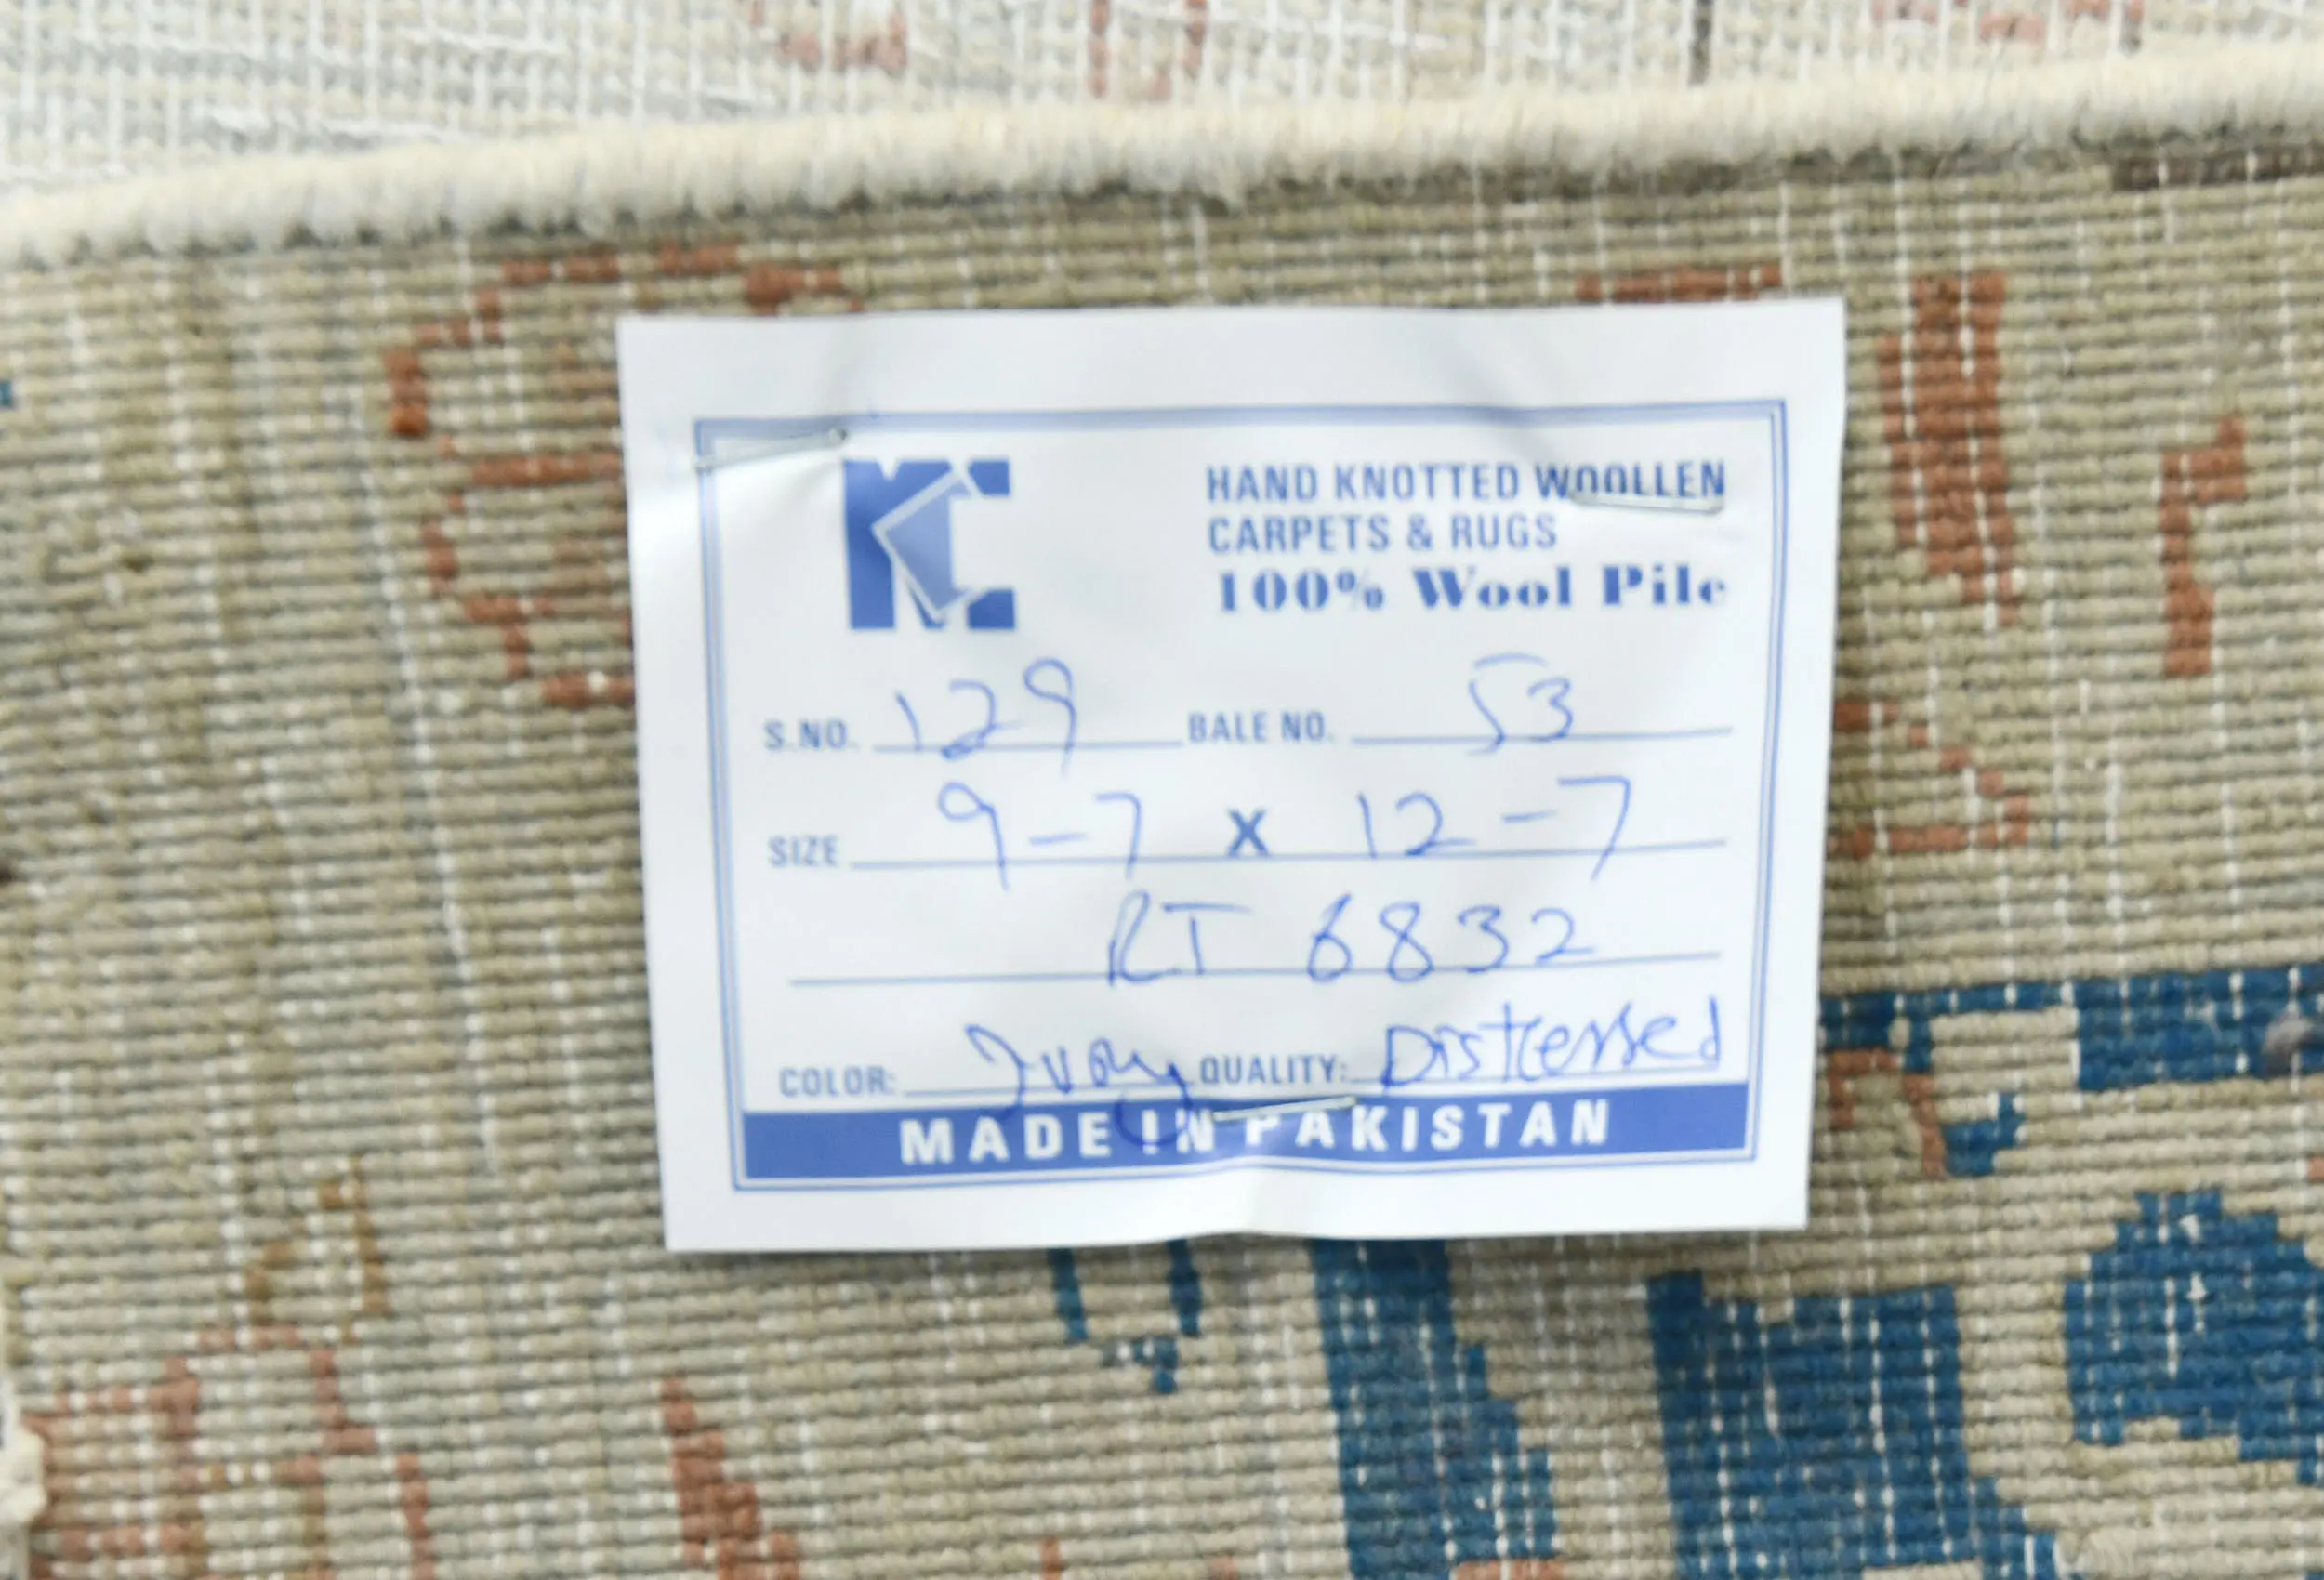 KC
HAND KNOTTED WOOLLEN
CARPETS & RUGS
100% Wool Pile
S.NO. 129 BALE NO. 53
SIZE 9-7 X 12-7
RT 6832
COLOR: Ivory QUALITY: Distressed
MADE IN PAKISTAN